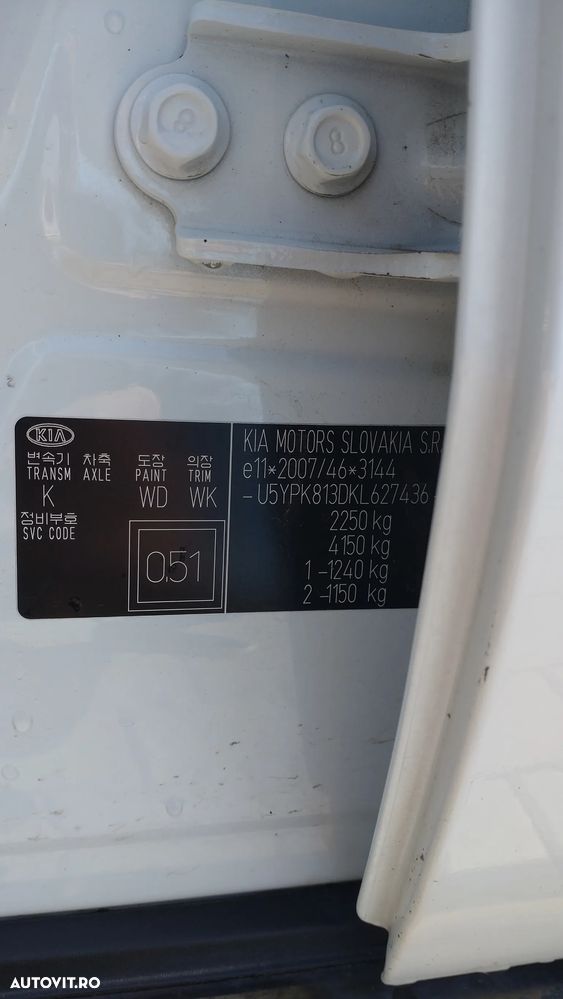 8
8
KIA
변속기 차축 도장 의장
TRANSM AXLE PAINT TRIM
K WD WK
정비부호
SVC CODE
0.51
KIA MOTORS SLOVAKIA S.R.
e11*2007/46*3144
-U5YPK813DKL627436-
2250 kg
4150 kg
1 -1240 kg
2 -1150 kg
AUTOVIT.RO